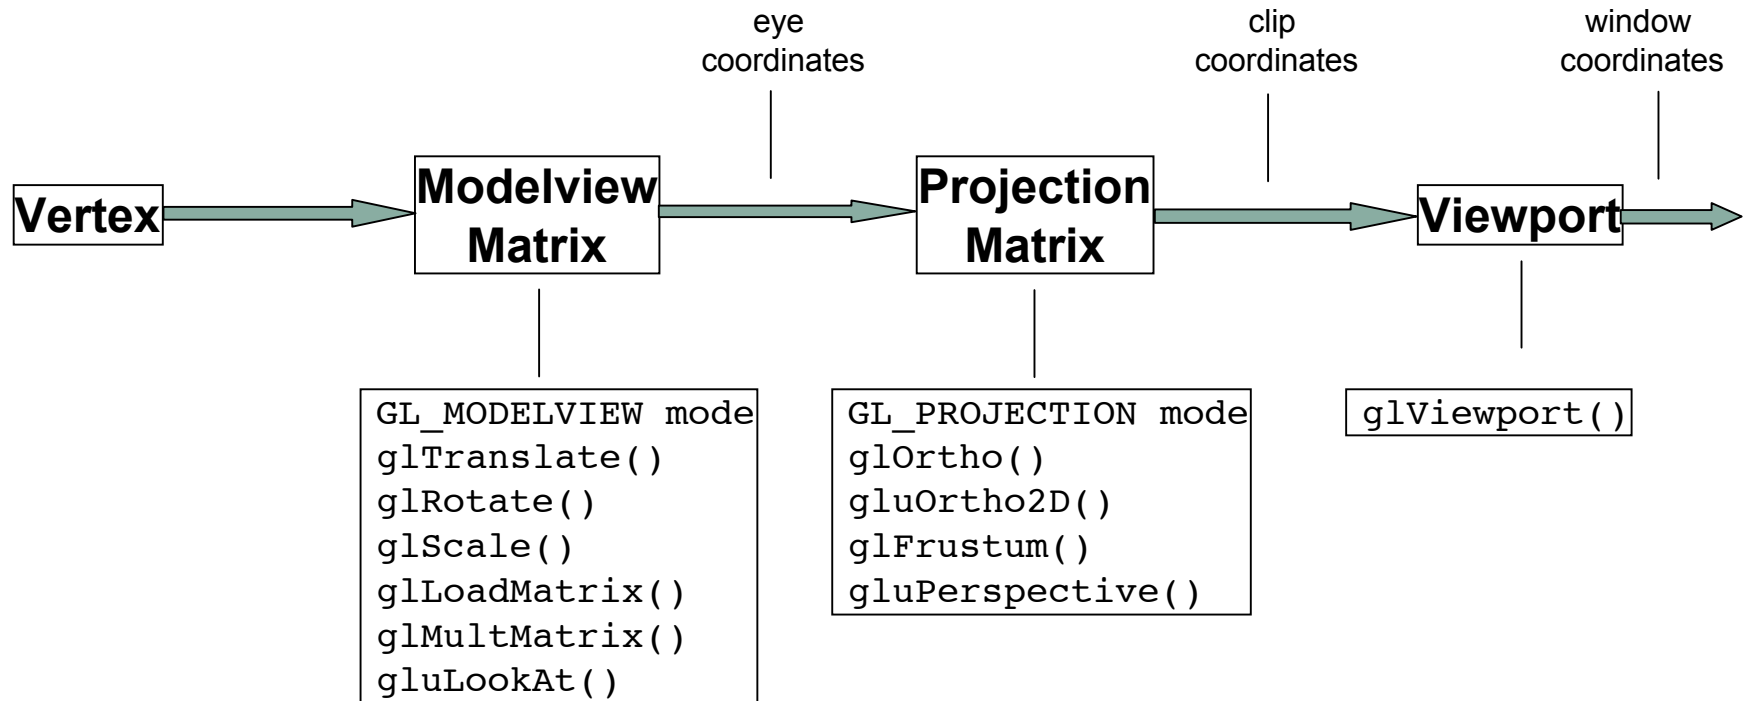 eye
coordinates
clip
coordinates
window
coordinates
Vertex
Modelview
Matrix
Projection
Matrix
Viewport
GL_MODELVIEW mode
glTranslate()
glRotate()
glScale()
glLoadMatrix()
glMultMatrix()
gluLookAt()
GL_PROJECTION mode
glOrtho()
gluOrtho2D()
glFrustum()
gluPerspective()
glViewport()